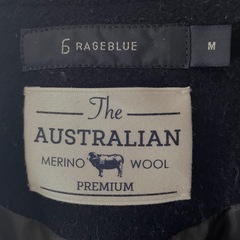 RAGEBLUE M
The
AUSTRALIAN
MERINO WOOL
PREMIUM